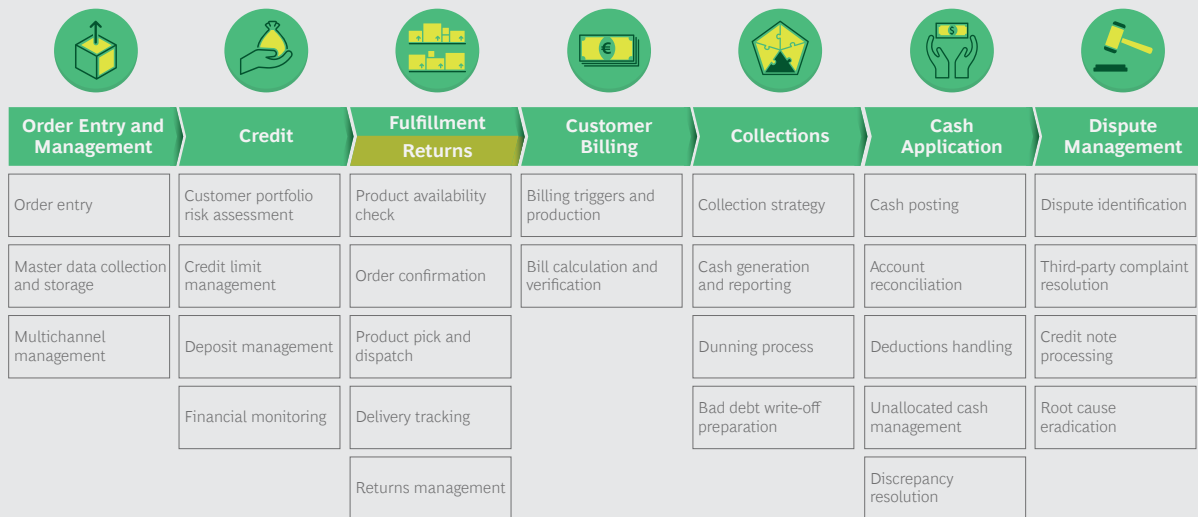 €
$
Order Entry and
Management
Credit
Fulfillment
Returns
Customer
Billing
Collections
Cash
Application
Dispute
Management
Order entry
Customer portfolio
risk assessment
Product availability
check
Billing triggers and
production
Collection strategy
Cash posting
Dispute identification
Master data collection
and storage
Credit limit
management
Order confirmation
Bill calculation and
verification
Cash generation
and reporting
Account
reconciliation
Third-party complaint
resolution
Multichannel
management
Deposit management
Product pick and
dispatch
Dunning process
Deductions handling
Credit note
processing
Financial monitoring
Delivery tracking
Bad debt write-off
preparation
Unallocated cash
management
Root cause
eradication
Returns management
Discrepancy
resolution